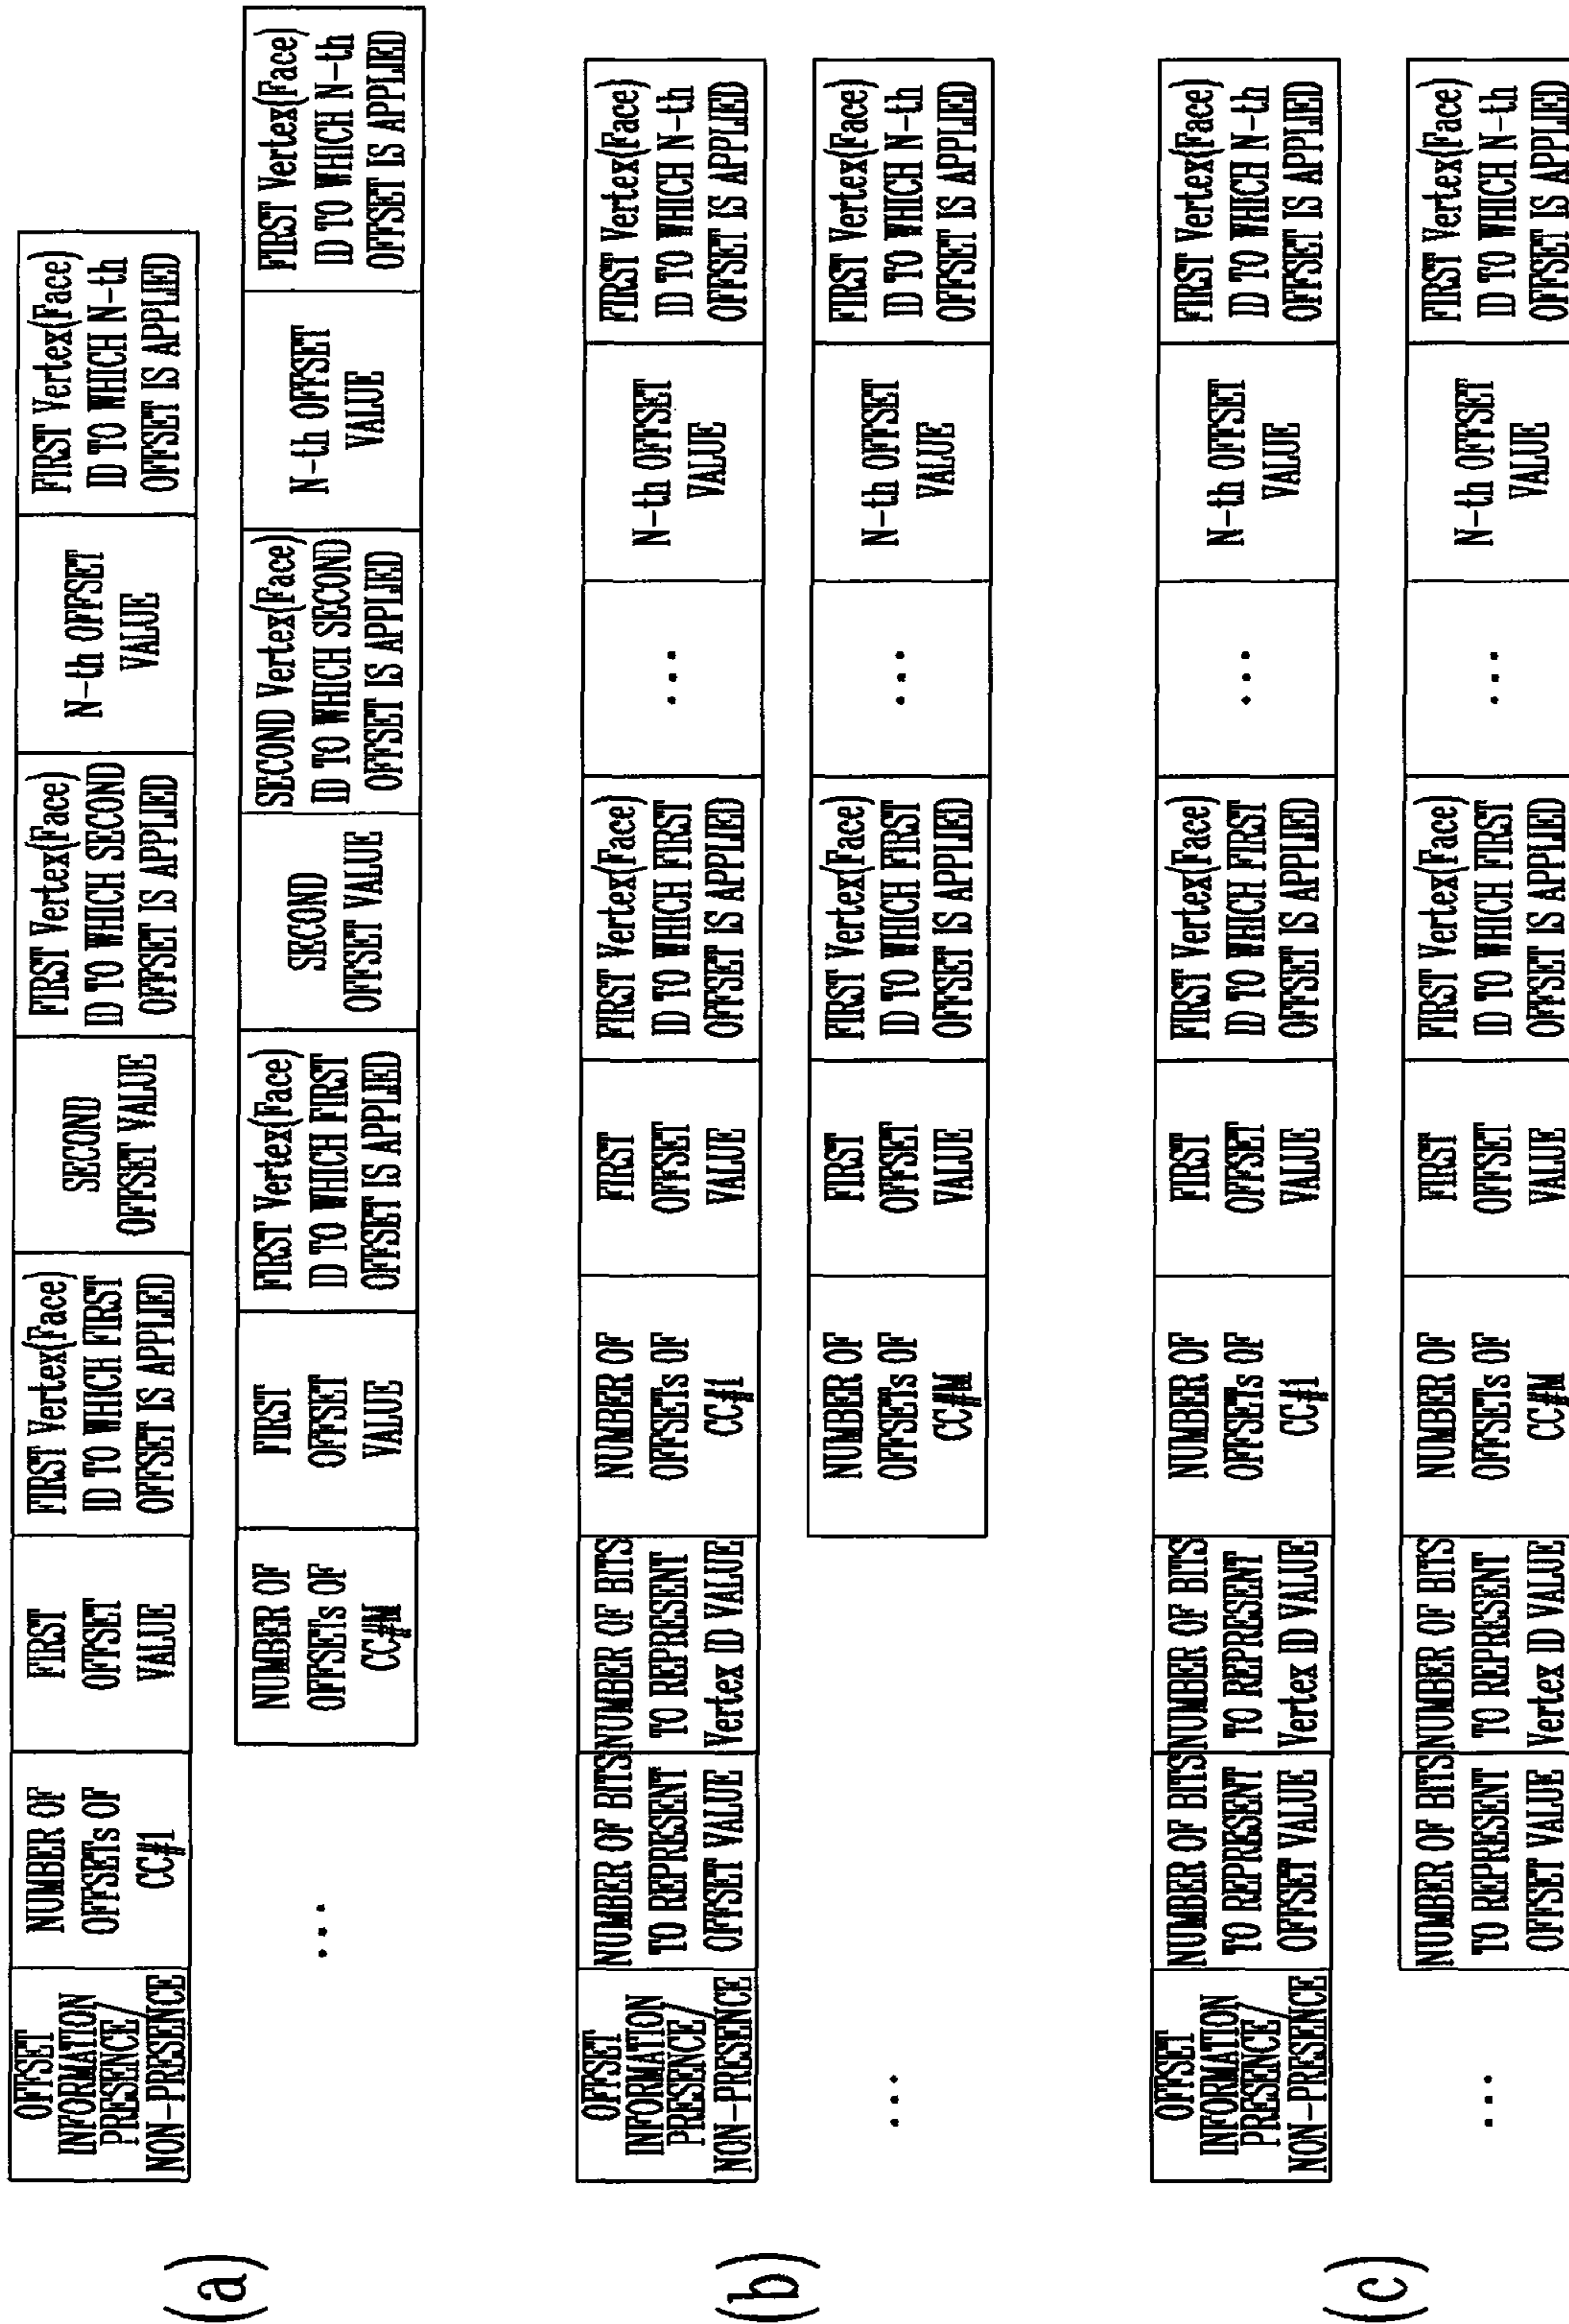 (a)
OFFSET
INFORMATION
PRESENCE/
NON-PRESENCE
NUMBER OF
OFFSETs OF
CC#1
FIRST
OFFSET
VALUE
FIRST Vertex(Face)
ID TO WHICH FIRST
OFFSET IS APPLIED
SECOND
OFFSET VALUE
FIRST Vertex(Face)
ID TO WHICH SECOND
OFFSET IS APPLIED
N-th OFFSET
VALUE
FIRST Vertex(Face)
ID TO WHICH N-th
OFFSET IS APPLIED
...
NUMBER OF
OFFSETs OF
CC#M
FIRST
OFFSET
VALUE
FIRST Vertex(Face)
ID TO WHICH FIRST
OFFSET IS APPLIED
SECOND
OFFSET VALUE
SECOND Vertex(Face)
ID TO WHICH SECOND
OFFSET IS APPLIED
N-th OFFSET
VALUE
FIRST Vertex(Face)
ID TO WHICH N-th
OFFSET IS APPLIED
(b)
OFFSET
INFORMATION
PRESENCE/
NON-PRESENCE
NUMBER OF BITS
TO REPRESENT
OFFSET VALUE
NUMBER OF BITS
TO REPRESENT
Vertex ID VALUE
NUMBER OF
OFFSETs OF
CC#1
FIRST
OFFSET
VALUE
FIRST Vertex(Face)
ID TO WHICH FIRST
OFFSET IS APPLIED
...
N-th OFFSET
VALUE
FIRST Vertex(Face)
ID TO WHICH N-th
OFFSET IS APPLIED
...
NUMBER OF
OFFSETs OF
CC#M
FIRST
OFFSET
VALUE
FIRST Vertex(Face)
ID TO WHICH FIRST
OFFSET IS APPLIED
...
N-th OFFSET
VALUE
FIRST Vertex(Face)
ID TO WHICH N-th
OFFSET IS APPLIED
(c)
OFFSET
INFORMATION
PRESENCE/
NON-PRESENCE
NUMBER OF BITS
TO REPRESENT
OFFSET VALUE
NUMBER OF BITS
TO REPRESENT
Vertex ID VALUE
NUMBER OF
OFFSETs OF
CC#1
FIRST
OFFSET
VALUE
FIRST Vertex(Face)
ID TO WHICH FIRST
OFFSET IS APPLIED
...
N-th OFFSET
VALUE
FIRST Vertex(Face)
ID TO WHICH N-th
OFFSET IS APPLIED
...
NUMBER OF BITS
TO REPRESENT
OFFSET VALUE
NUMBER OF BITS
TO REPRESENT
Vertex ID VALUE
NUMBER OF
OFFSETs OF
CC#M
FIRST
OFFSET
VALUE
FIRST Vertex(Face)
ID TO WHICH FIRST
OFFSET IS APPLIED
...
N-th OFFSET
VALUE
FIRST Vertex(Face)
ID TO WHICH N-th
OFFSET IS APPLIED